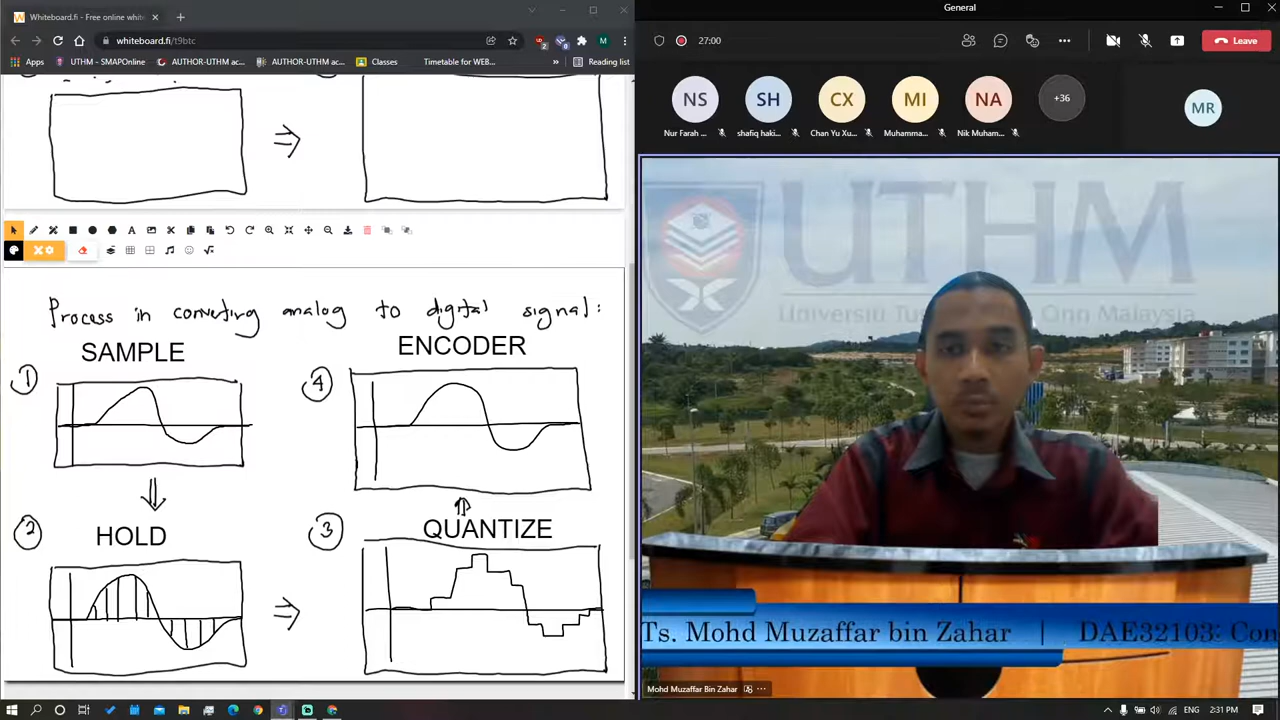 Whiteboard.fi - Free online white
whiteboard.fi/t9btc
Apps
UTHM - SMAPOnline
AUTHOR-UTHM ac...
AUTHOR-UTHM ac...
Classes
Timetable for WEB...
»
Reading list
Process in converting analog to digital signal:
SAMPLE
ENCODER
1
4
HOLD
QUANTIZE
2
3
General
27:00
Leave
NS
SH
CX
MI
NA
+36
MR
Nur Farah ...
shafiq haki...
Chan Yu Xu...
Muhamma...
Nik Muham...
UTHM
Ts. Mohd Muzaffar bin Zahar | DAE32103: Con
Mohd Muzaffar Bin Zahar
ENG
2:31 PM